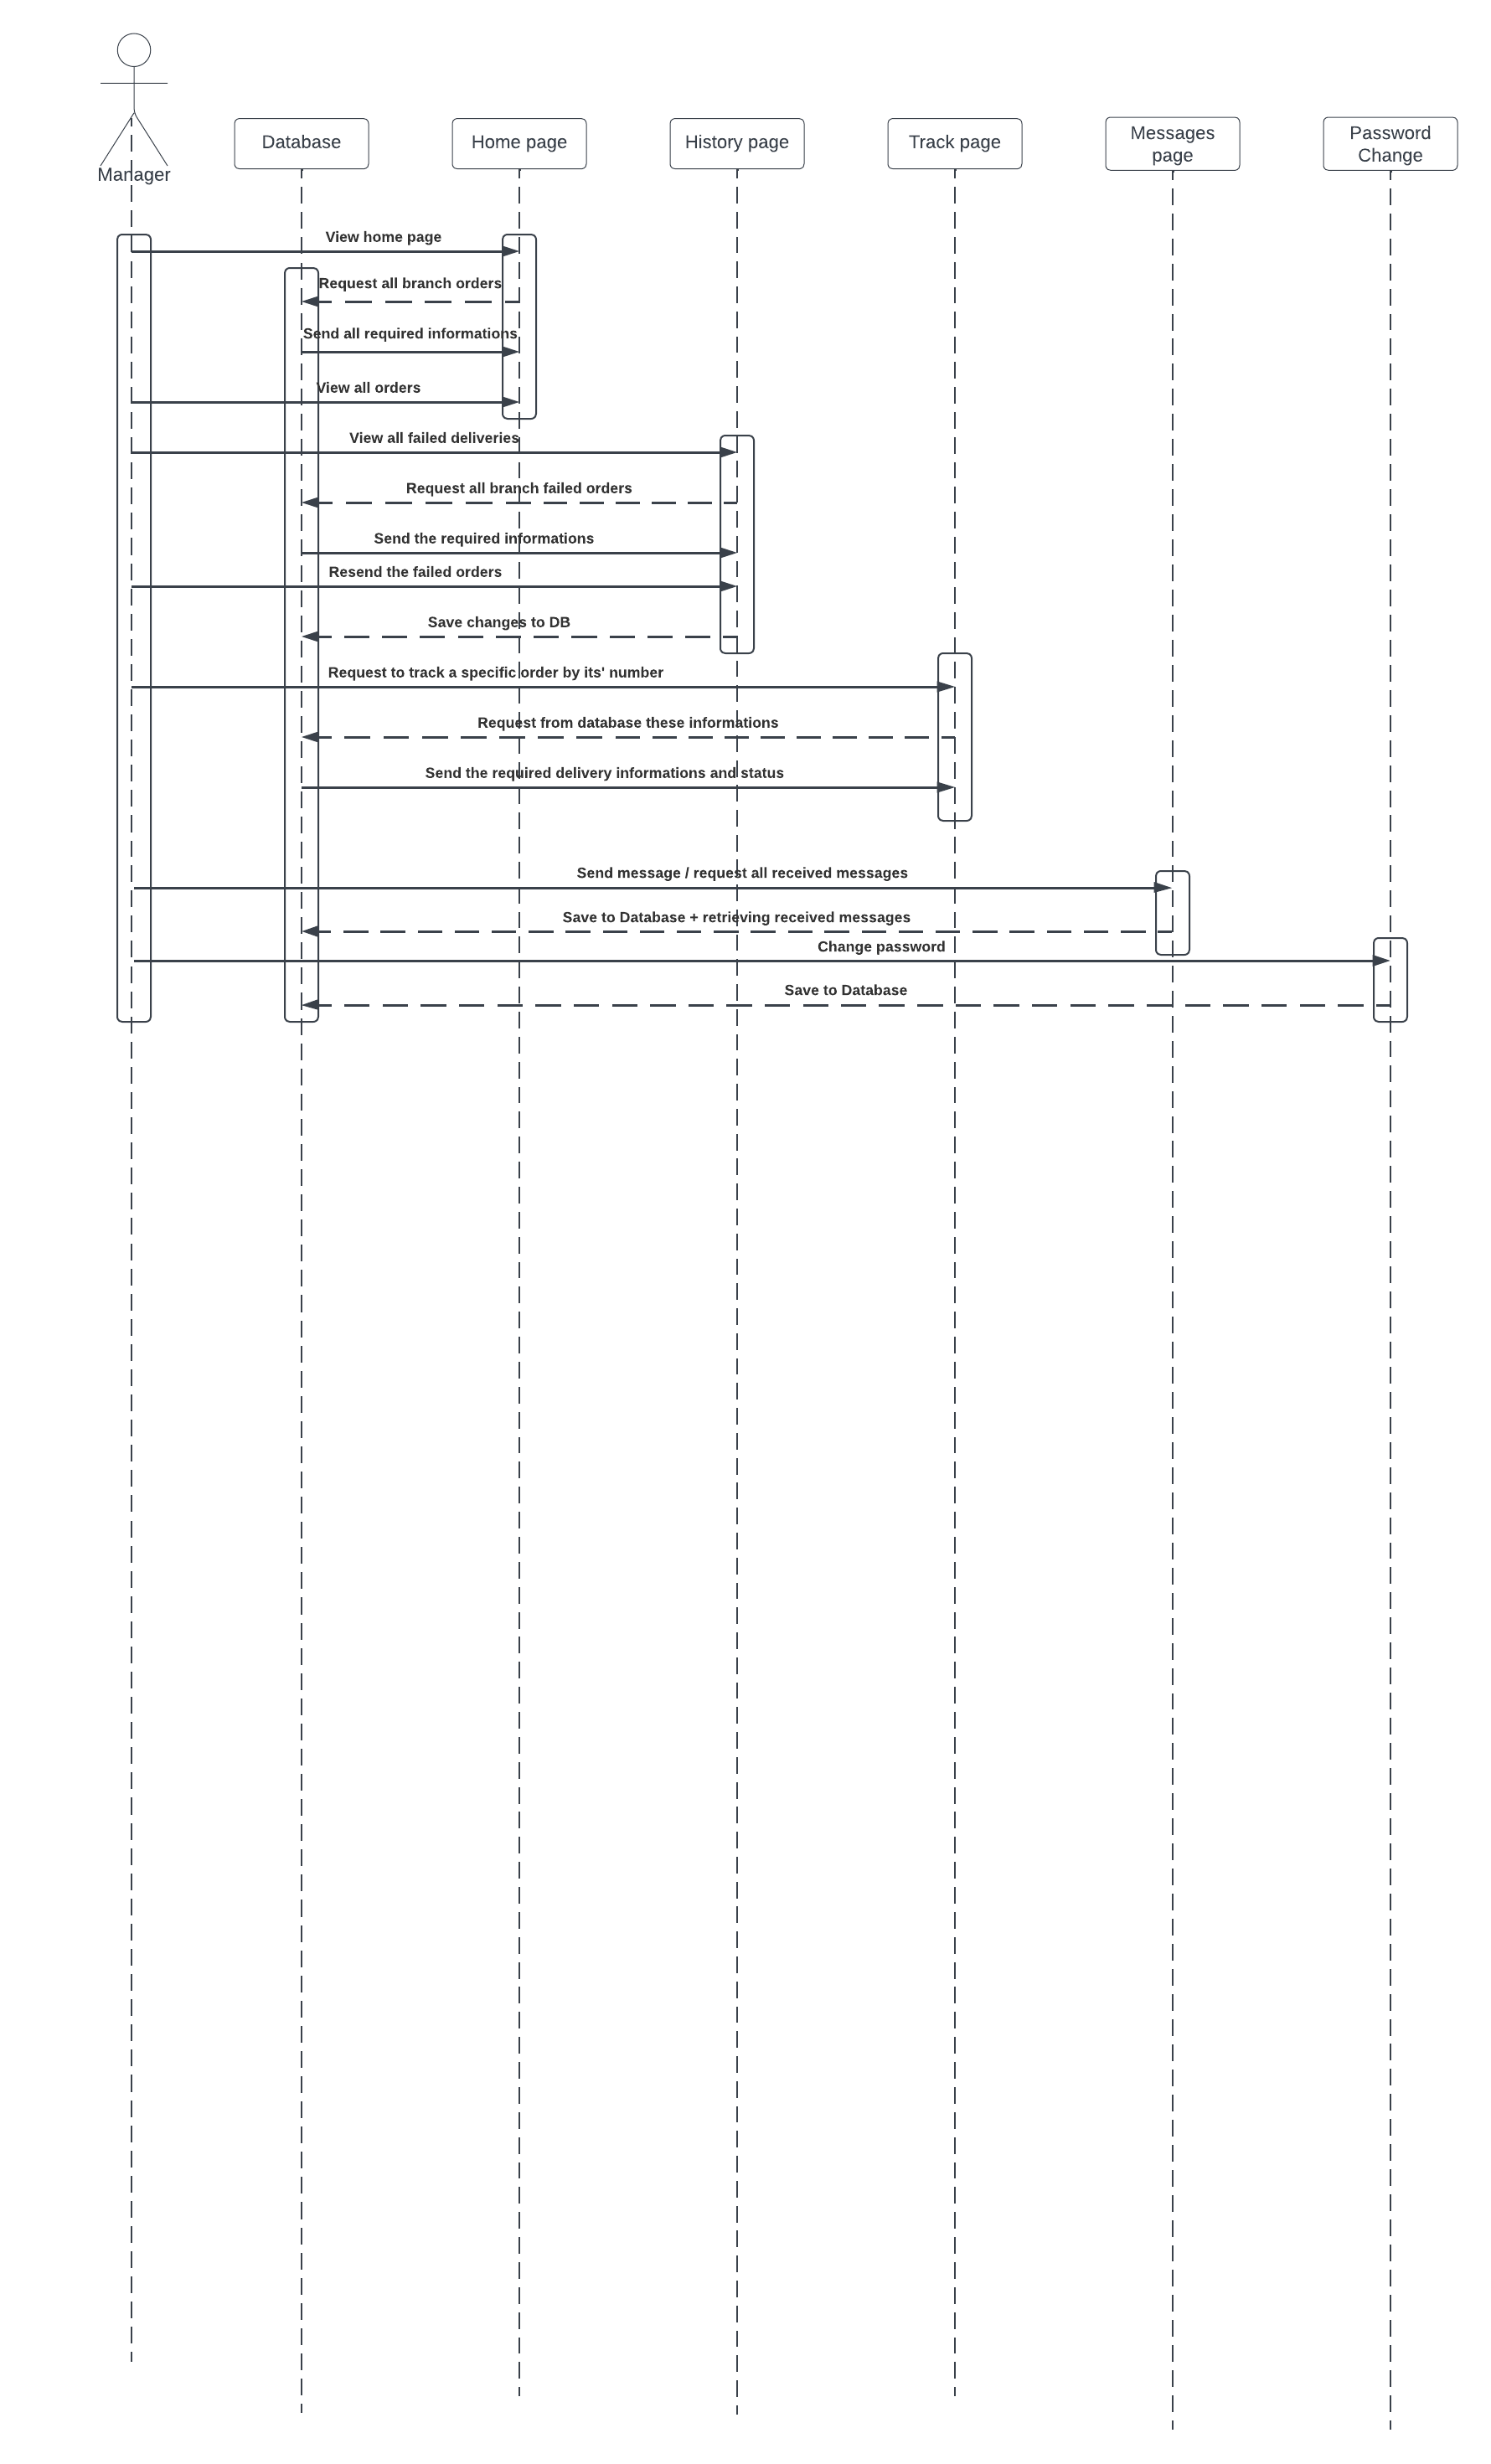 Manager
Database
Home page
History page
Track page
Messages
page
Password
Change
View home page
Request all branch orders
Send all required informations
View all orders
View all failed deliveries
Request all branch failed orders
Send the required informations
Resend the failed orders
Save changes to DB
Request to track a specific order by its' number
Request from database these informations
Send the required delivery informations and status
Send message / request all received messages
Save to Database + retrieving received messages
Change password
Save to Database